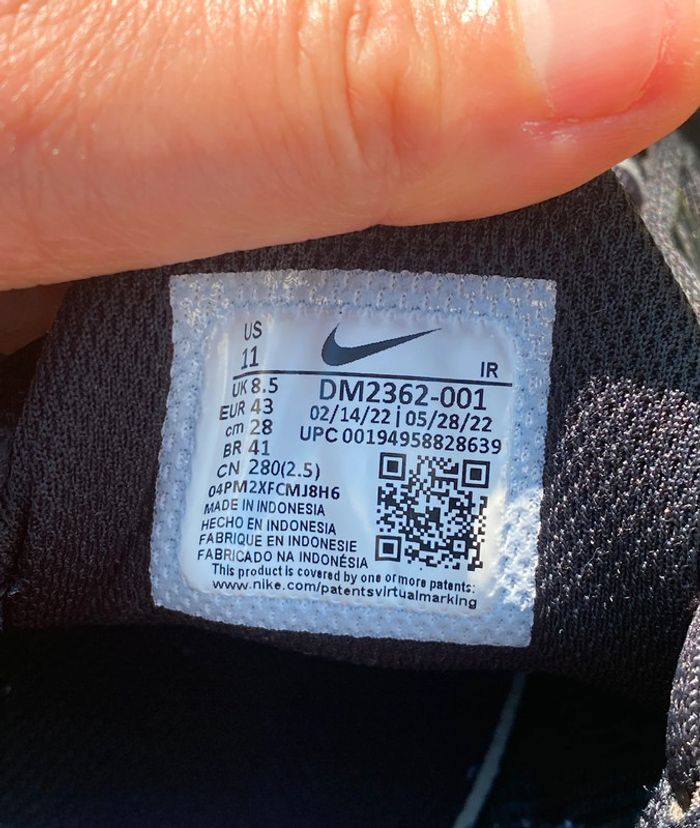 US
11
IR
UK 8.5
EUR 43
cm 28
BR 41
CN 280(2.5)
DM2362-001
02/14/22 | 05/28/22
UPC 00194958828639
04PM2XFCMJ8H6
MADE IN INDONESIA
HECHO EN INDONESIA
FABRIQUE EN INDONESIE
FABRICADO NA INDONÉSIA
This product is covered by one or more patents:
www.nike.com/patentsvirtualmarking